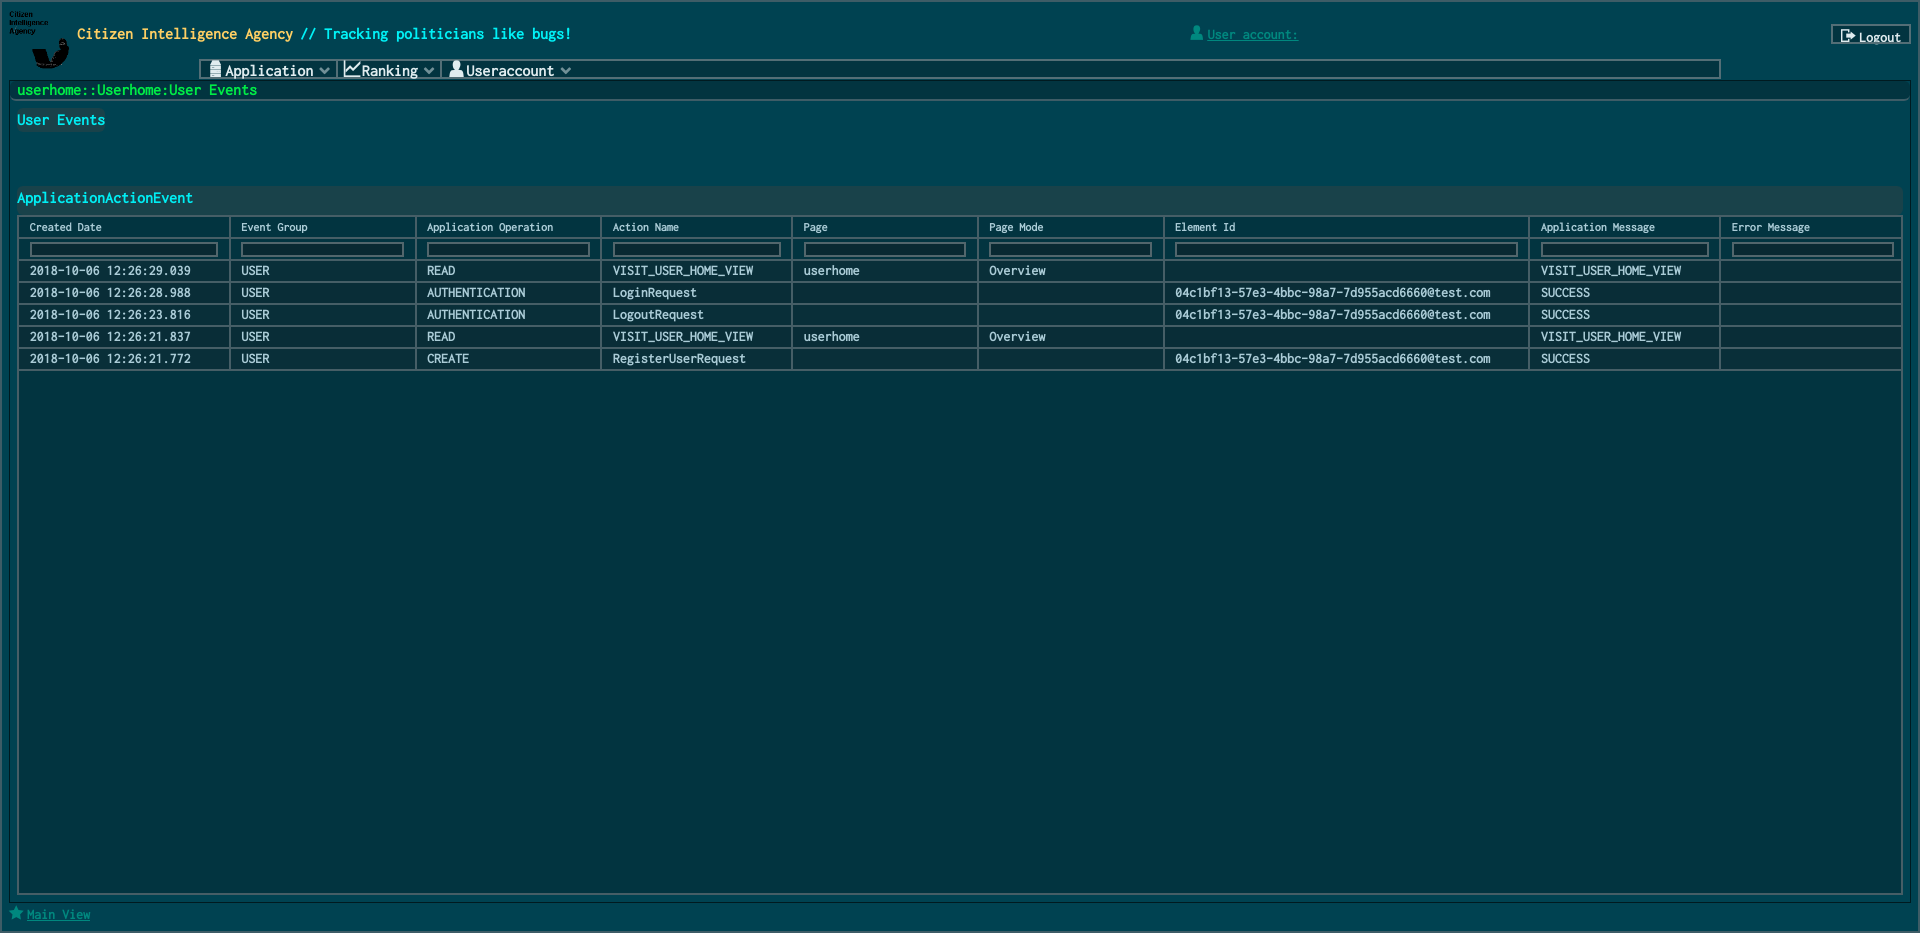 Citizen
Intelligence
Agency
Citizen Intelligence Agency // Tracking politicians like bugs!
User account:
Logout
Application Ranking Useraccount
userhome::Userhome:User Events
User Events
ApplicationActionEvent
Created Date Event Group Application Operation Action Name Page Page Mode Element Id Application Message Error Message
2018-10-06 12:26:29.039 USER READ VISIT_USER_HOME_VIEW userhome Overview VISIT_USER_HOME_VIEW
2018-10-06 12:26:28.988 USER AUTHENTICATION LoginRequest 04c1bf13-57e3-4bbc-98a7-7d955acd6660@test.com SUCCESS
2018-10-06 12:26:23.816 USER AUTHENTICATION LogoutRequest 04c1bf13-57e3-4bbc-98a7-7d955acd6660@test.com SUCCESS
2018-10-06 12:26:21.837 USER READ VISIT_USER_HOME_VIEW userhome Overview VISIT_USER_HOME_VIEW
2018-10-06 12:26:21.772 USER CREATE RegisterUserRequest 04c1bf13-57e3-4bbc-98a7-7d955acd6660@test.com SUCCESS
Main View